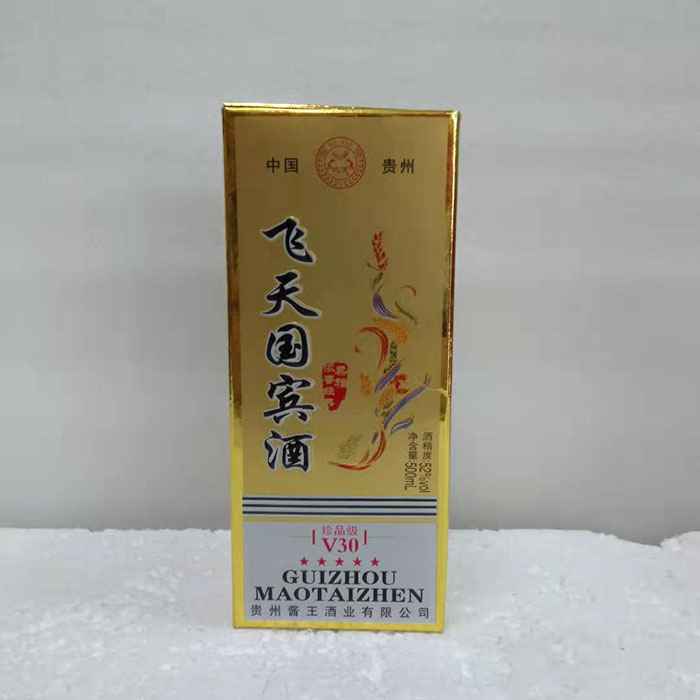 中国 贵州
飞天国宾酒
酒精度 52%vol
净含量 500mL
珍品级
V30
GUIZHOU
MAOTAIZHEN
贵州酱王酒业有限公司